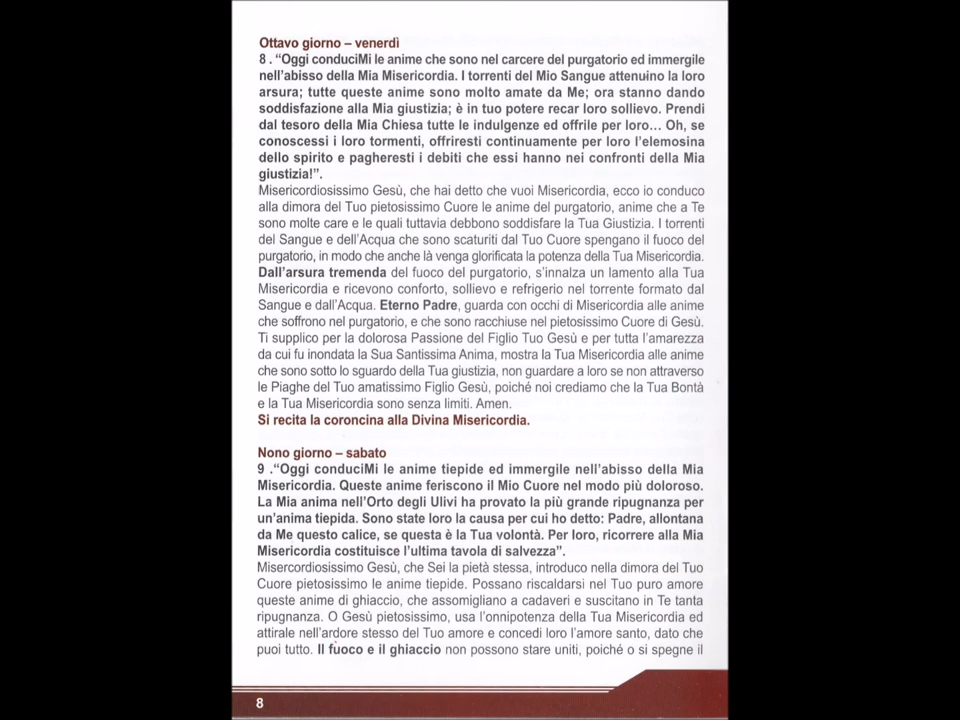 Ottavo giorno – venerdì
8 . “Oggi conduciMi le anime che sono nel carcere del purgatorio ed immergile
nell’abisso della Mia Misericordia. I torrenti del Mio Sangue attenuino la loro
arsura; tutte queste anime sono molto amate da Me; ora stanno dando
soddisfazione alla Mia giustizia; è in tuo potere recar loro sollievo. Prendi
dal tesoro della Mia Chiesa tutte le indulgenze ed offrile per loro... Oh, se
conoscessi i loro tormenti, offriresti continuamente per loro l’elemosina
dello spirito e pagheresti i debiti che essi hanno nei confronti della Mia
giustizia!”.
Misericordiosissimo Gesù, che hai detto che vuoi Misericordia, ecco io conduco
alla dimora del Tuo pietosissimo Cuore le anime del purgatorio, anime che a Te
sono molte care e le quali tuttavia debbono soddisfare la Tua Giustizia. I torrenti
del Sangue e dell’Acqua che sono scaturiti dal Tuo Cuore spengano il fuoco del
purgatorio, in modo che anche là venga glorificata la potenza della Tua Misericordia.
Dall’arsura tremenda del fuoco del purgatorio, s’innalza un lamento alla Tua
Misericordia e ricevono conforto, sollievo e refrigerio nel torrente formato dal
Sangue e dall’Acqua. Eterno Padre, guarda con occhi di Misericordia alle anime
che soffrono nel purgatorio, e che sono racchiuse nel pietosissimo Cuore di Gesù.
Ti supplico per la dolorosa Passione del Figlio Tuo Gesù e per tutta l’amarezza
da cui fu inondata la Sua Santissima Anima, mostra la Tua Misericordia alle anime
che sono sotto lo sguardo della Tua giustizia, non guardare a loro se non attraverso
le Piaghe del Tuo amatissimo Figlio Gesù, poiché noi crediamo che la Tua Bontà
e la Tua Misericordia sono senza limiti. Amen.
Si recita la coroncina alla Divina Misericordia.
Nono giorno – sabato
9 .“Oggi conduciMi le anime tiepide ed immergile nell’abisso della Mia
Misericordia. Queste anime feriscono il Mio Cuore nel modo più doloroso.
La Mia anima nell’Orto degli Ulivi ha provato la più grande ripugnanza per
un’anima tiepida. Sono state loro la causa per cui ho detto: Padre, allontana
da Me questo calice, se questa è la Tua volontà. Per loro, ricorrere alla Mia
Misericordia costituisce l’ultima tavola di salvezza”.
Misercordiosissimo Gesù, che Sei la pietà stessa, introduco nella dimora del Tuo
Cuore pietosissimo le anime tiepide. Possano riscaldarsi nel Tuo puro amore
queste anime di ghiaccio, che assomigliano a cadaveri e suscitano in Te tanta
ripugnanza. O Gesù pietosissimo, usa l’onnipotenza della Tua Misericordia ed
attirale nell’ardore stesso del Tuo amore e concedi loro l’amore santo, dato che
puoi tutto. Il fuoco e il ghiaccio non possono stare uniti, poiché o si spegne il
8